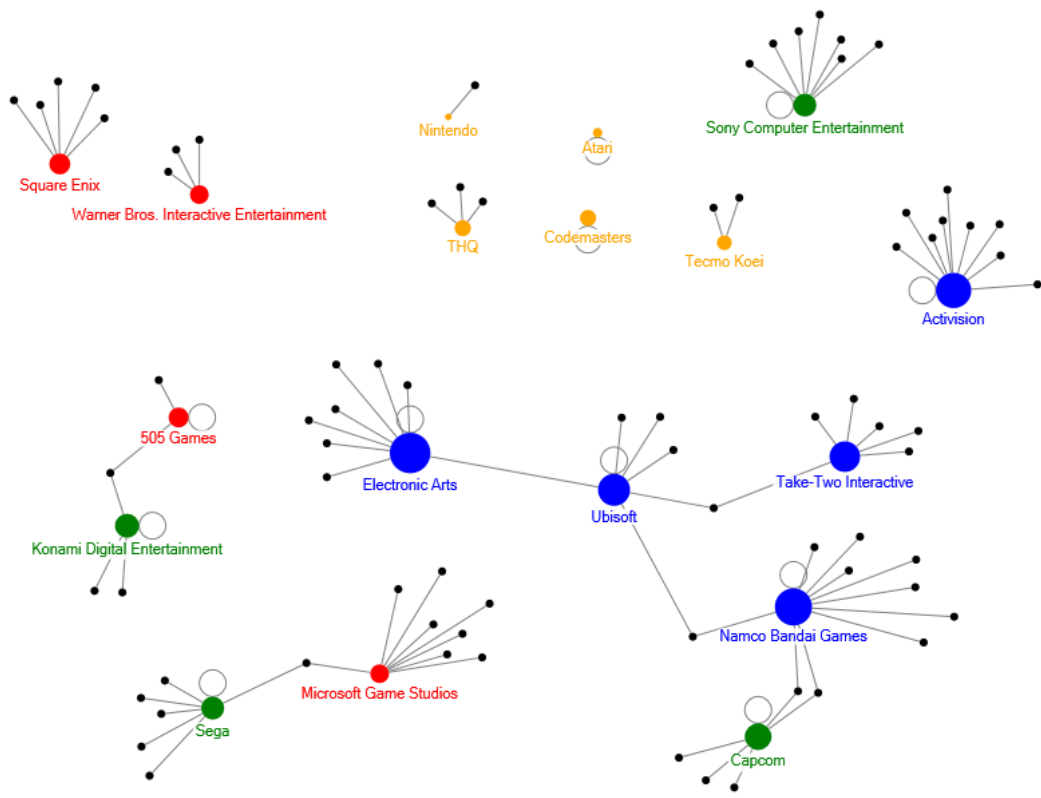 Nintendo
Sony Computer Entertainment
Atari
Square Enix
Warner Bros. Interactive Entertainment
THQ
Codemasters
Tecmo Koei
Activision
505 Games
Electronic Arts
Take-Two Interactive
Ubisoft
Konami Digital Entertainment
Namco Bandai Games
Microsoft Game Studios
Sega
Capcom